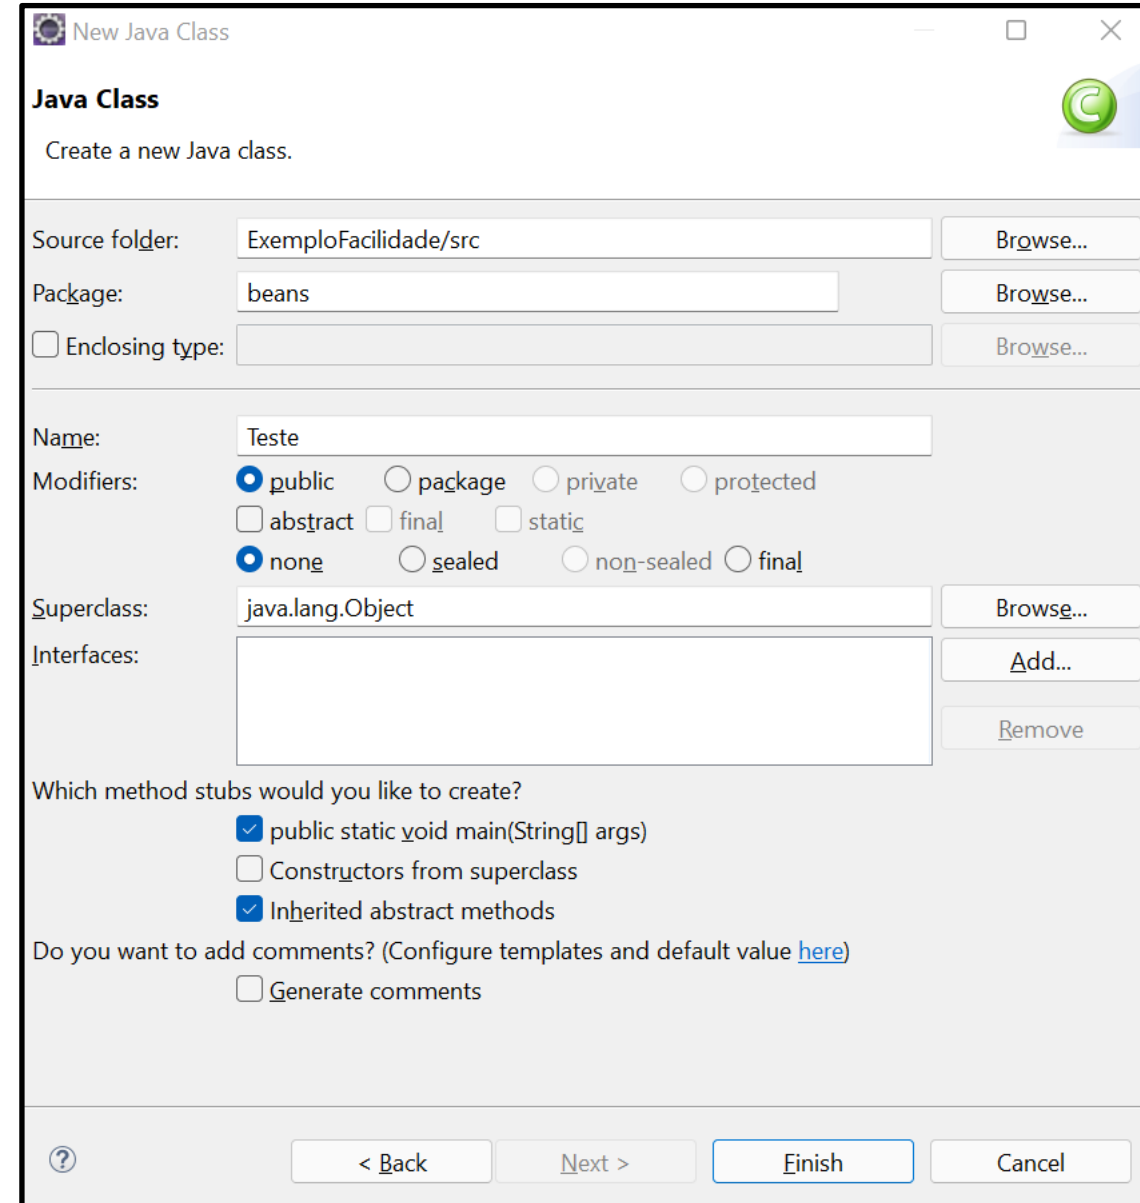 New Java Class
Java Class
Create a new Java class.
Source folder: ExemploFacilidade/src Browse...
Package: beans Browse...
Enclosing type: Browse...
Name: Teste
Modifiers: public package private protected
abstract final static
none sealed non-sealed final
Superclass: java.lang.Object Browse...
Interfaces: Add...
Remove
Which method stubs would you like to create?
public static void main(String[] args)
Constructors from superclass
Inherited abstract methods
Do you want to add comments? (Configure templates and default value here)
Generate comments
< Back Next > Finish Cancel